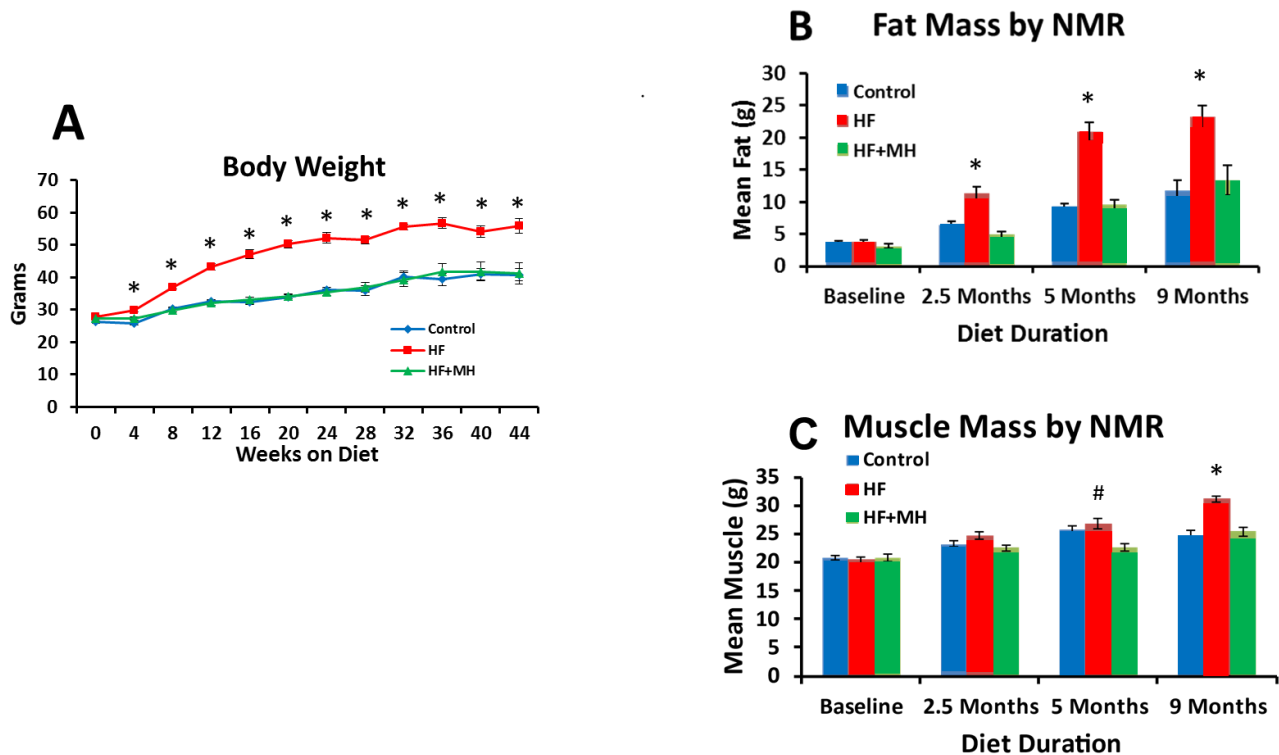 A
Body Weight
70
60
50
40
30
20
10
0
Grams
* * * * * * * * * * *
Control
HF
HF+MH
0 4 8 12 16 20 24 28 32 36 40 44
Weeks on Diet
B Fat Mass by NMR
30
25
20
15
10
5
0
Mean Fat (g)
Control
HF
HF+MH
* * *
Baseline 2.5 Months 5 Months 9 Months
Diet Duration
C Muscle Mass by NMR
35
30
25
20
15
10
5
0
Mean Muscle (g)
Control
HF
HF+MH
# *
Baseline 2.5 Months 5 Months 9 Months
Diet Duration